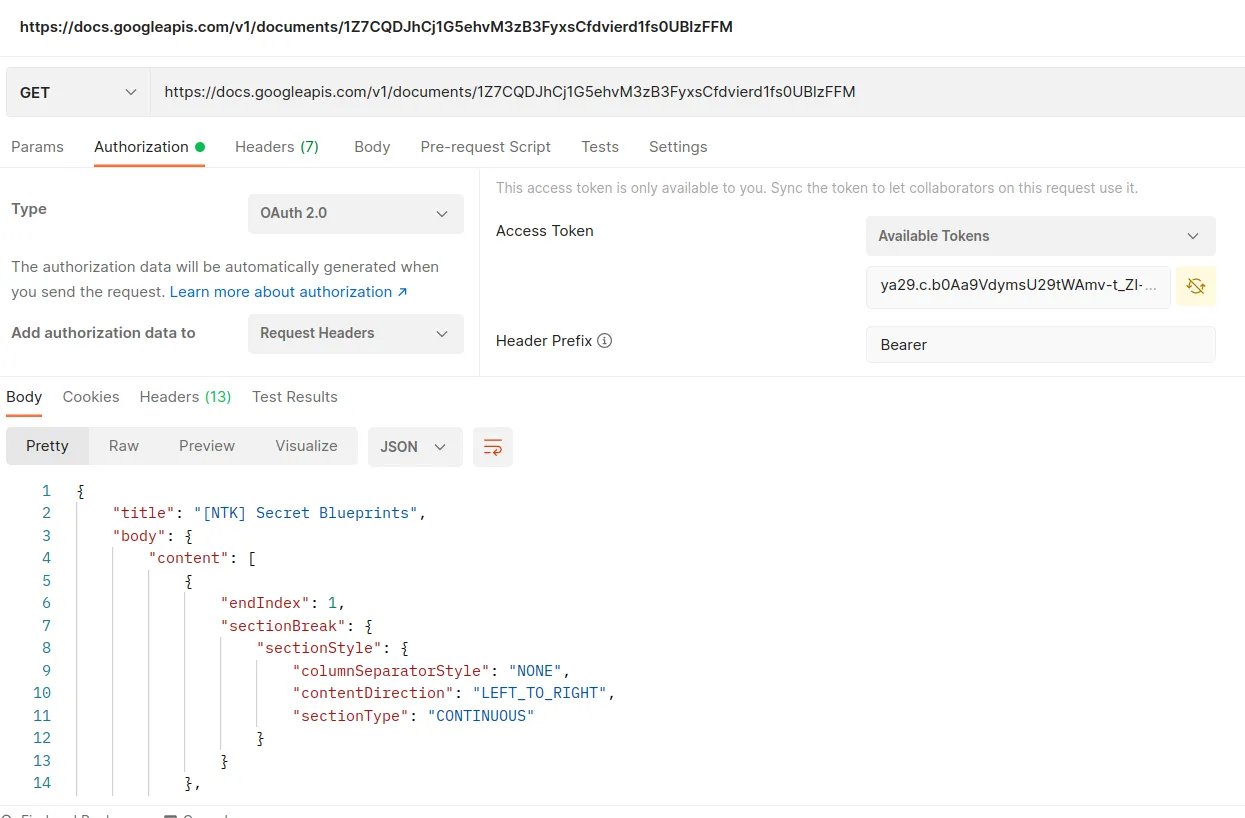 https://docs.googleapis.com/v1/documents/1Z7CQDJhCj1G5ehvM3zB3FyxsCfdvierd1fs0UBlzFFM
GET https://docs.googleapis.com/v1/documents/1Z7CQDJhCj1G5ehvM3zB3FyxsCfdvierd1fs0UBlzFFM
Params Authorization Headers (7) Body Pre-request Script Tests Settings
This access token is only available to you. Sync the token to let collaborators on this request use it.
Type OAuth 2.0
Access Token Available Tokens
The authorization data will be automatically generated when
you send the request. Learn more about authorization ↗
ya29.c.b0Aa9VdymsU29tWAmv-t_Zl-...
Add authorization data to Request Headers
Header Prefix Bearer
Body Cookies Headers (13) Test Results
Pretty Raw Preview Visualize JSON
1 {
2 "title": "[NTK] Secret Blueprints",
3 "body": {
4 "content": [
5 {
6 "endIndex": 1,
7 "sectionBreak": {
8 "sectionStyle": {
9 "columnSeparatorStyle": "NONE",
10 "contentDirection": "LEFT_TO_RIGHT",
11 "sectionType": "CONTINUOUS"
12 }
13 }
14 },